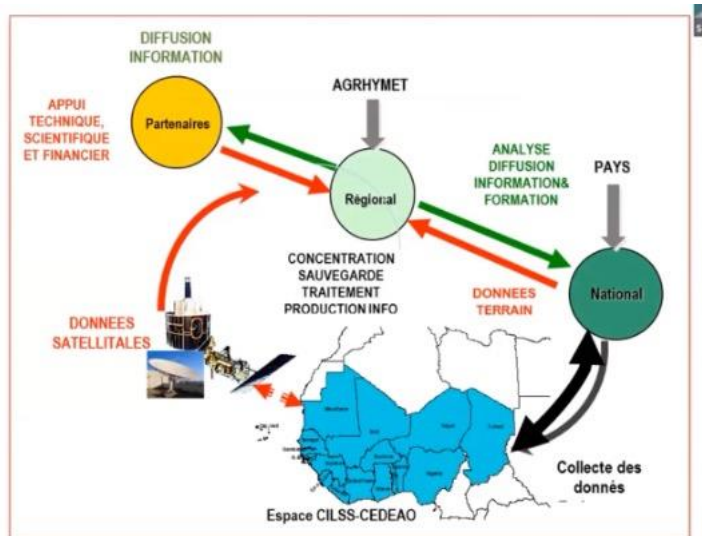 DIFFUSION
INFORMATION
APPUI
TECHNIQUE,
SCIENTIFIQUE
ET FINANCIER
Partenaires
AGRHYMET
Régional
ANALYSE
DIFFUSION
INFORMATION&
FORMATION
PAYS
National
CONCENTRATION
SAUVEGARDE
TRAITEMENT
PRODUCTION INFO
DONNEES
TERRAIN
DONNEES
SATELLITALES
Collecte des
donnés
Espace CILSS-CEDEAO